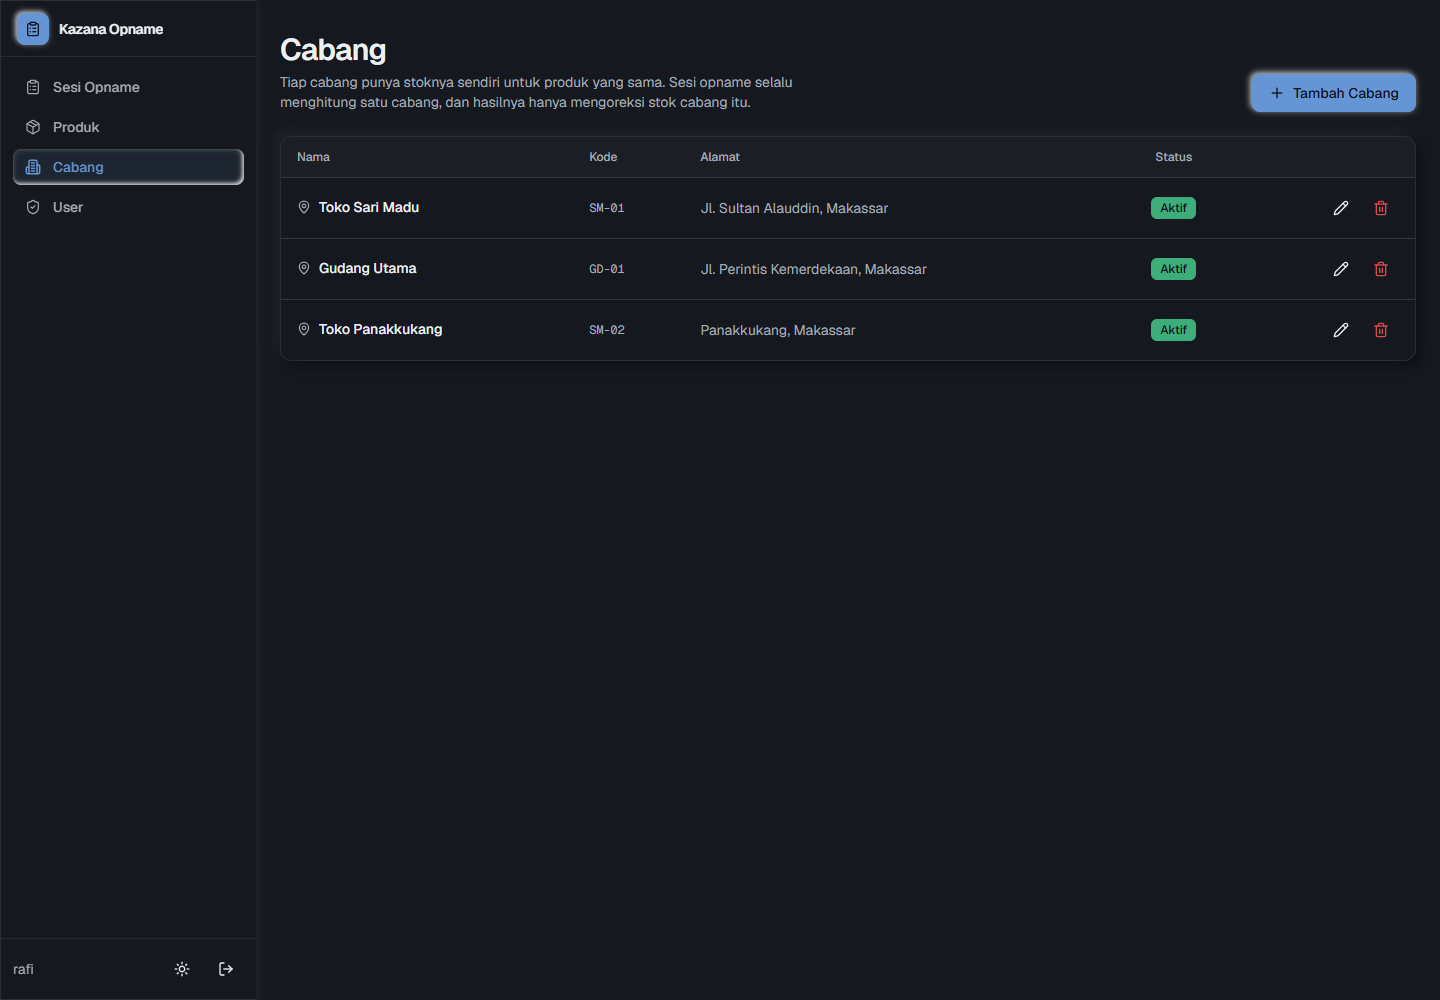 Kazana Opname
Sesi Opname
Produk
Cabang
User
rafi
Cabang
Tiap cabang punya stoknya sendiri untuk produk yang sama. Sesi opname selalu
menghitung satu cabang, dan hasilnya hanya mengoreksi stok cabang itu.
Tambah Cabang
Nama Kode Alamat Status
Toko Sari Madu SM-01 Jl. Sultan Alauddin, Makassar Aktif
Gudang Utama GD-01 Jl. Perintis Kemerdekaan, Makassar Aktif
Toko Panakkukang SM-02 Panakkukang, Makassar Aktif